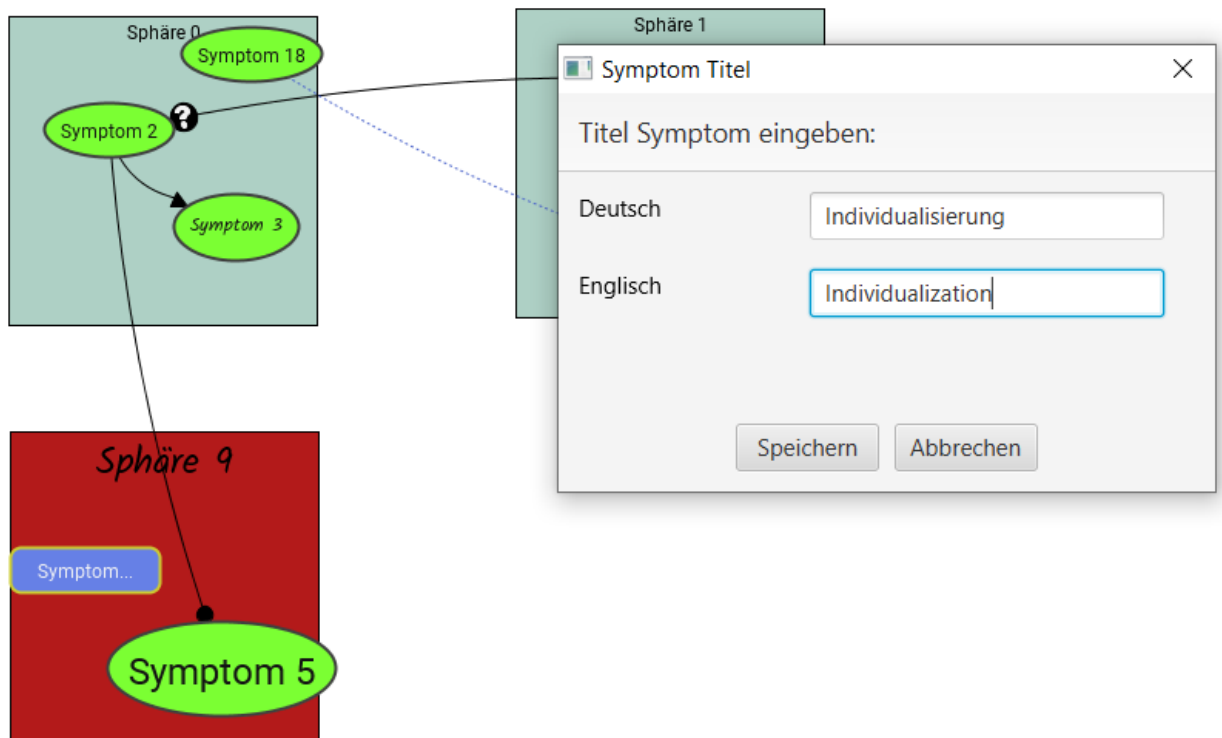 Sphäre 0
Symptom 18
Symptom 2
?
Symptom 3
Sphäre 1
Symptom Titel
Titel Symptom eingeben:
Deutsch
Individualisierung
Englisch
Individualization
Speichern
Abbrechen
Sphäre 9
Symptom...
Symptom 5